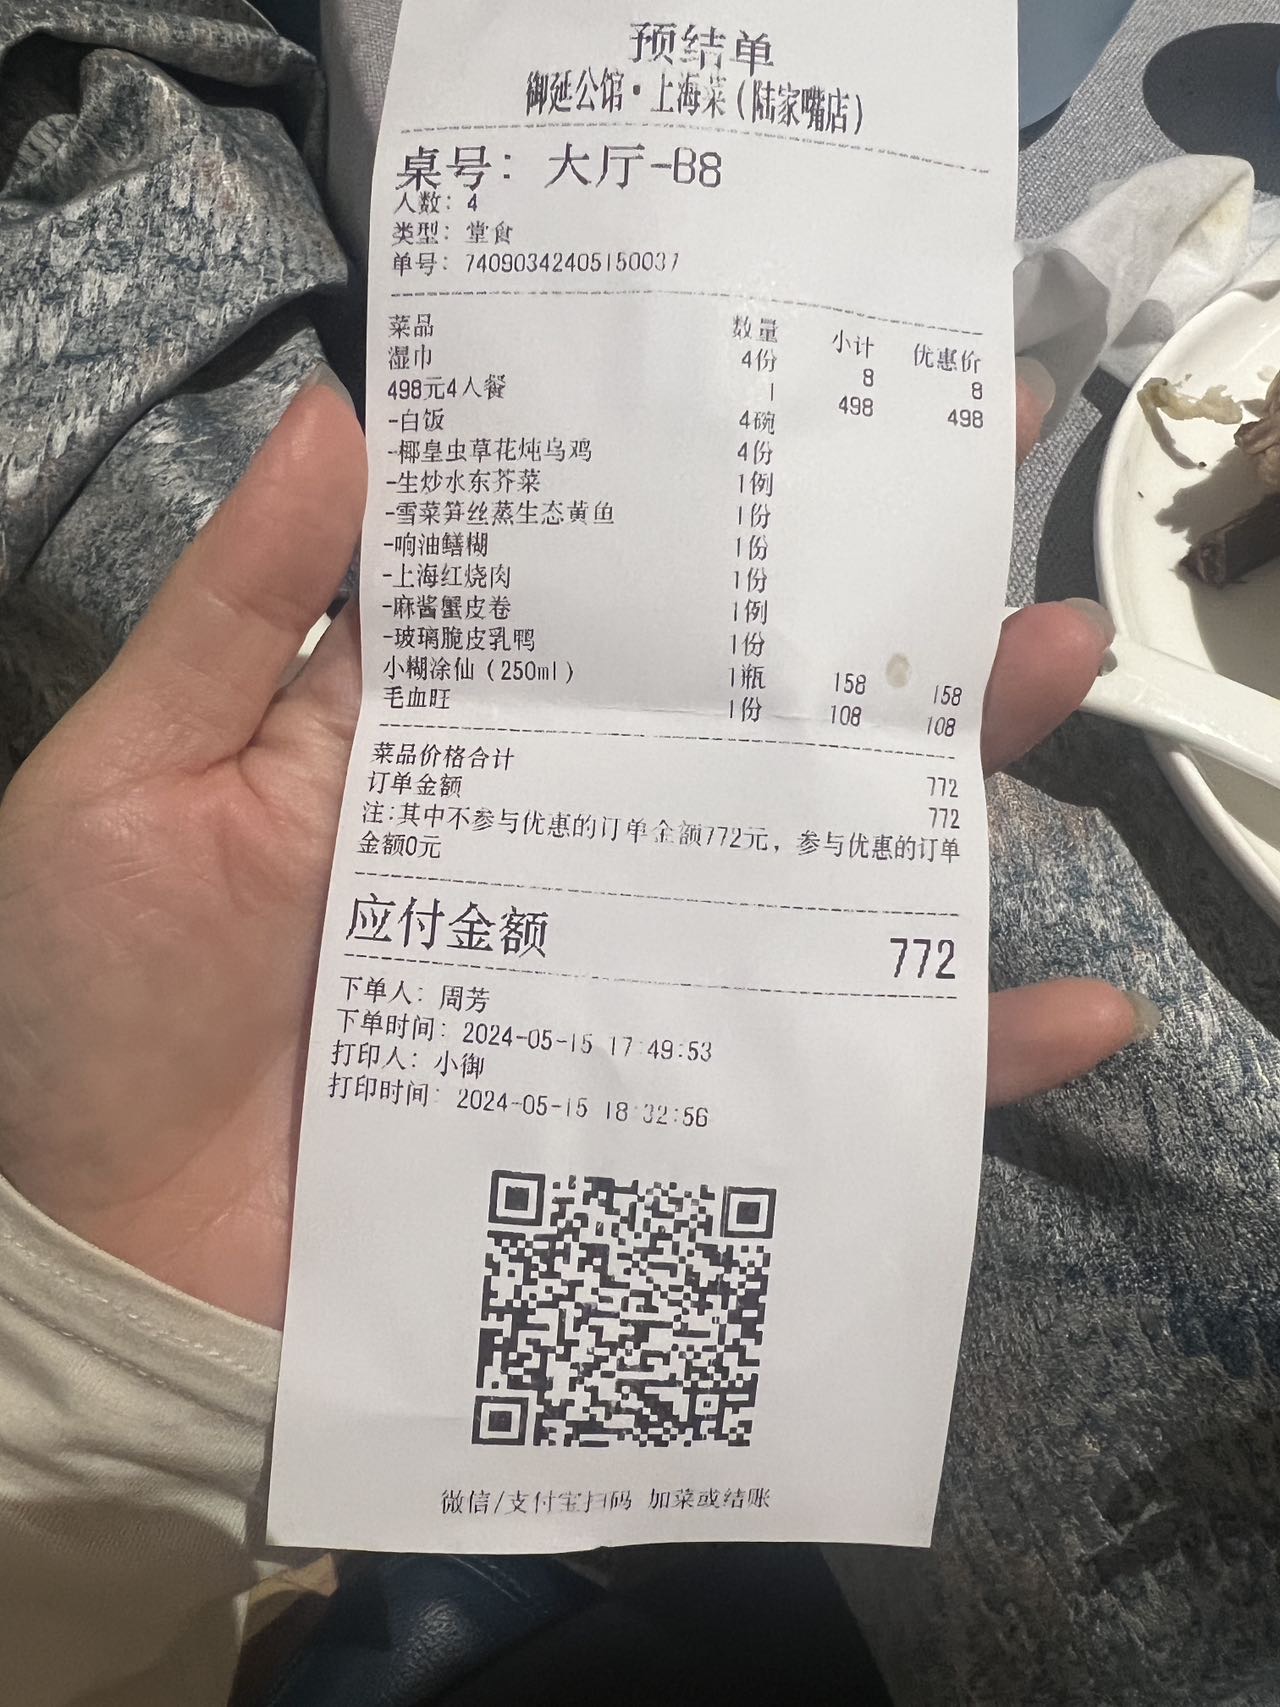 预结单
御延公馆·上海菜(陆家嘴店)
桌号: 大厅-B8
人数: 4
类型: 堂食
单号: 74090342405150037
菜品 数量 小计 优惠价
湿巾 4份 8 8
498元4人餐 1 498 498
-白饭 4碗
-椰皇虫草花炖乌鸡 4份
-生炒水东芥菜 1例
-雪菜笋丝蒸生态黄鱼 1份
-响油鳝糊 1份
-上海红烧肉 1份
-麻酱蟹皮卷 1例
-玻璃脆皮乳鸭 1份
小糊涂仙(250ml) 1瓶 158 158
毛血旺 1份 108 108
菜品价格合计 772
订单金额 772
注:其中不参与优惠的订单金额772元, 参与优惠的订单
金额0元
应付金额 772
下单人: 周芳
下单时间: 2024-05-15 17:49:53
打印人: 小御
打印时间: 2024-05-15 18:32:56
微信/支付宝扫码 加菜或结账